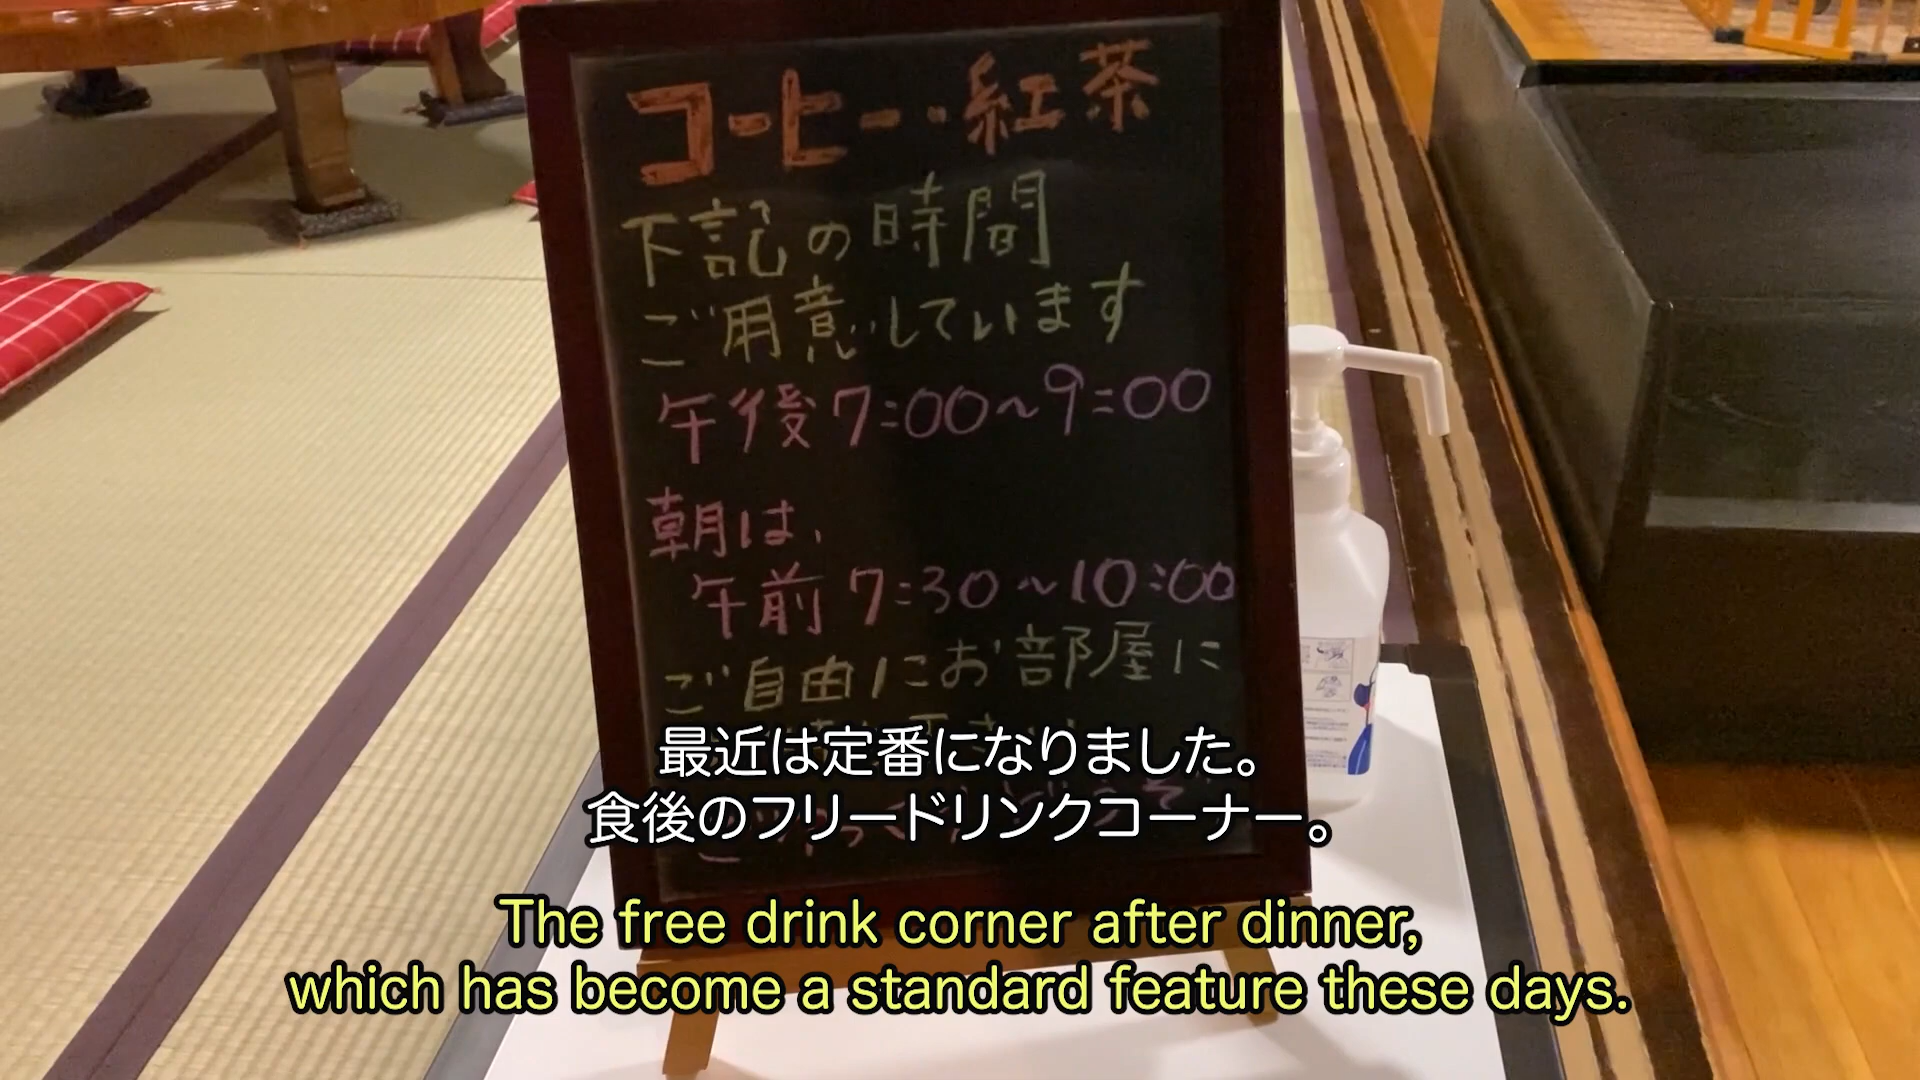 コーヒー・紅茶
下記の時間
ご用意しています
午後7:00〜9:00
朝は、
午前7:30〜10:00
ご自由にお部屋に
最近は定番になりました。
食後のフリードリンクコーナー。
The free drink corner after dinner,
which has become a standard feature these days.